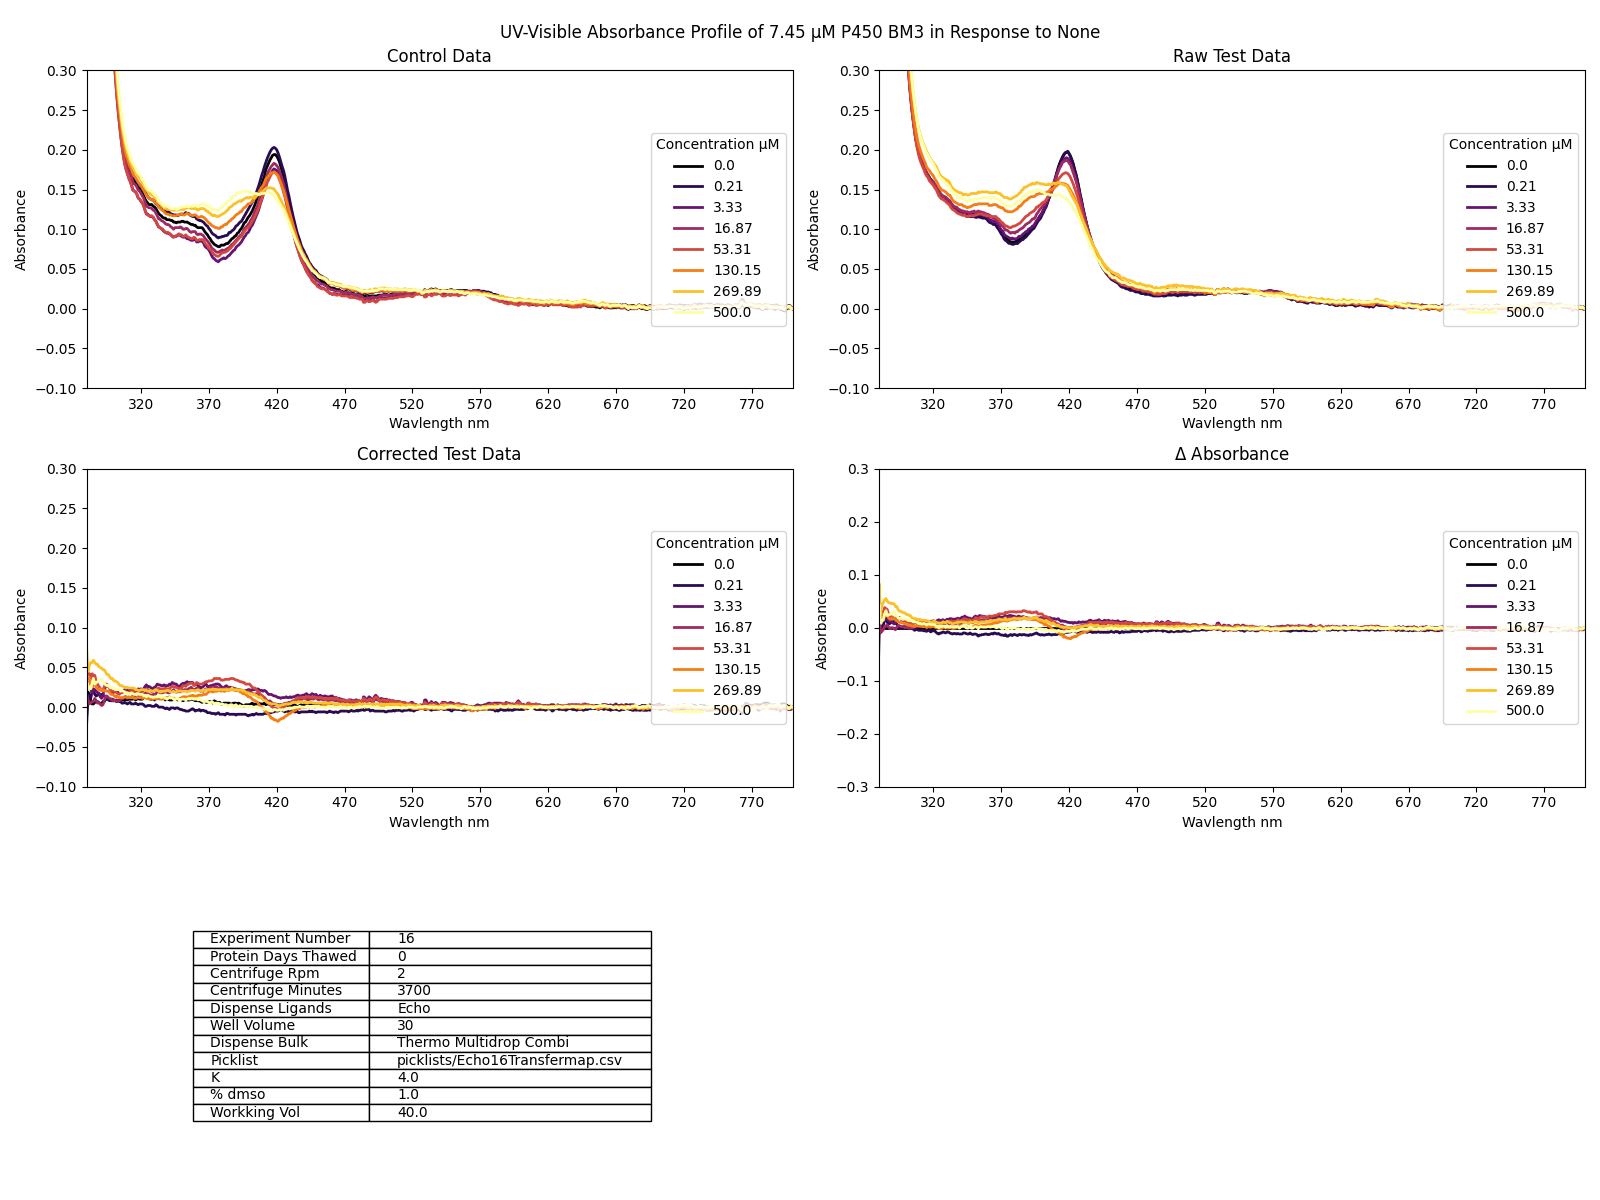 UV-Visible Absorbance Profile of 7.45 µM P450 BM3 in Response to None
Control Data
0.30
0.25
0.20
0.15
0.10
0.05
0.00
−0.05
−0.10
Absorbance
320 370 420 470 520 570 620 670 720 770
Wavlength nm
Concentration µM
0.0
0.21
3.33
16.87
53.31
130.15
269.89
500.0
Raw Test Data
0.30
0.25
0.20
0.15
0.10
0.05
0.00
−0.05
−0.10
Absorbance
320 370 420 470 520 570 620 670 720 770
Wavlength nm
Concentration µM
0.0
0.21
3.33
16.87
53.31
130.15
269.89
500.0
Corrected Test Data
0.30
0.25
0.20
0.15
0.10
0.05
0.00
−0.05
−0.10
Absorbance
320 370 420 470 520 570 620 670 720 770
Wavlength nm
Concentration µM
0.0
0.21
3.33
16.87
53.31
130.15
269.89
500.0
Δ Absorbance
0.3
0.2
0.1
0.0
−0.1
−0.2
−0.3
Absorbance
320 370 420 470 520 570 620 670 720 770
Wavlength nm
Concentration µM
0.0
0.21
3.33
16.87
53.31
130.15
269.89
500.0
Experiment Number 16
Protein Days Thawed 0
Centrifuge Rpm 2
Centrifuge Minutes 3700
Dispense Ligands Echo
Well Volume 30
Dispense Bulk Thermo Multidrop Combi
Picklist picklists/Echo16Transfermap.csv
K 4.0
% dmso 1.0
Workking Vol 40.0